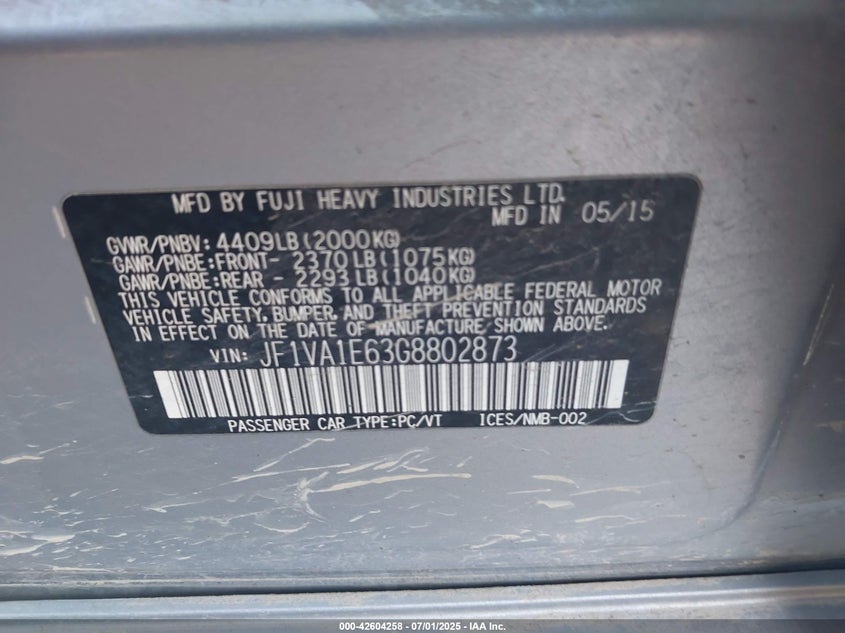 MFD BY FUJI HEAVY INDUSTRIES LTD.
MFD IN 05/15
GVWR/PNBV: 4409LB(2000KG)
GAWR/PNBE:FRONT- 2370LB(1075KG)
GAWR/PNBE:REAR - 2293LB(1040KG)
THIS VEHICLE CONFORMS TO ALL APPLICABLE FEDERAL MOTOR
VEHICLE SAFETY, BUMPER, AND THEFT PREVENTION STANDARDS
IN EFFECT ON THE DATE OF MANUFACTURE SHOWN ABOVE.
VIN: JF1VA1E63G8802873
PASSENGER CAR TYPE:PC/VT ICES/NMB-002
000-42604258 - 07/01/2025 - IAA Inc.